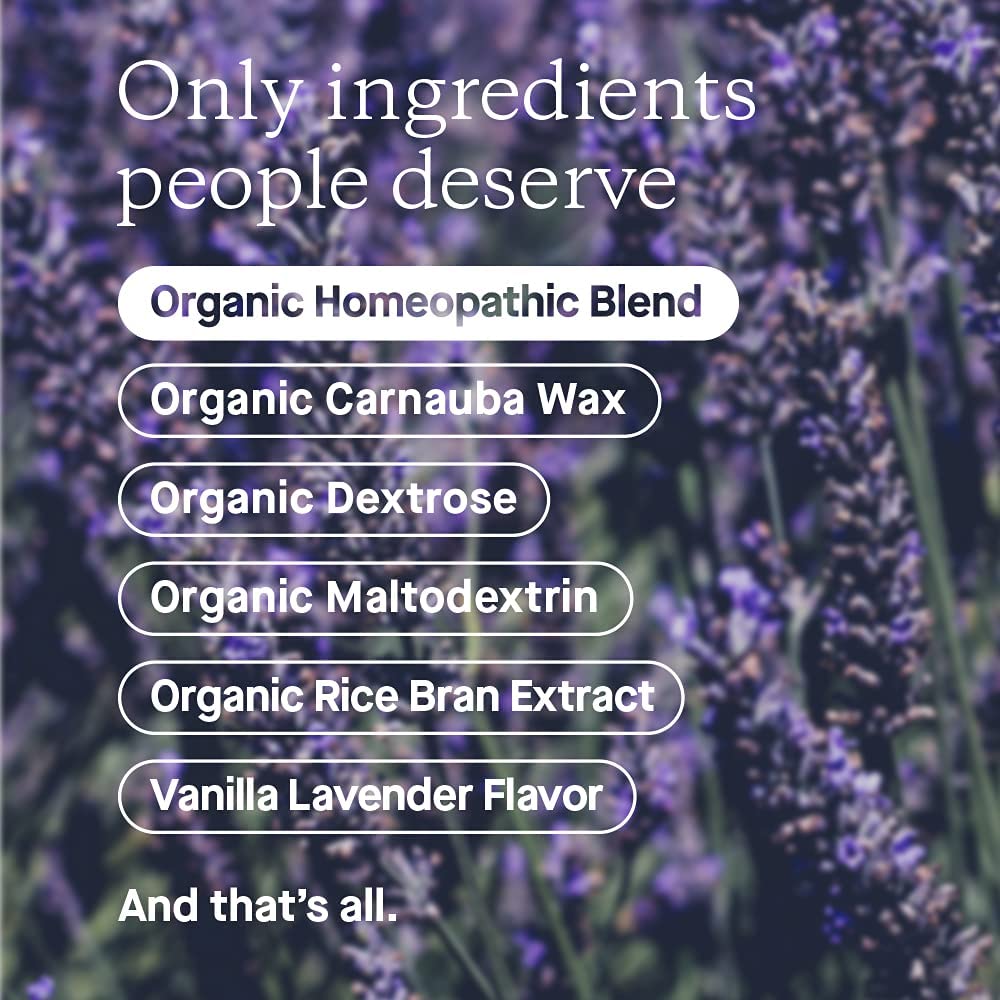 Only ingredients
people deserve
Organic Homeopathic Blend
Organic Carnauba Wax
Organic Dextrose
Organic Maltodextrin
Organic Rice Bran Extract
Vanilla Lavender Flavor
And that’s all.